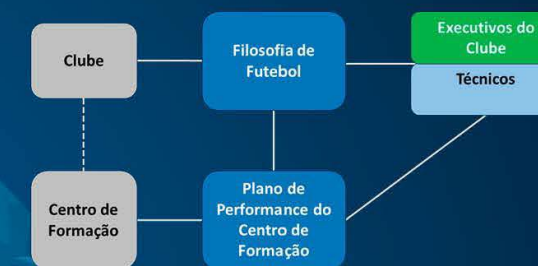 Clube
Filosofia de
Futebol
Executivos do
Clube
Técnicos
Centro de
Formação
Plano de
Performance do
Centro de
Formação